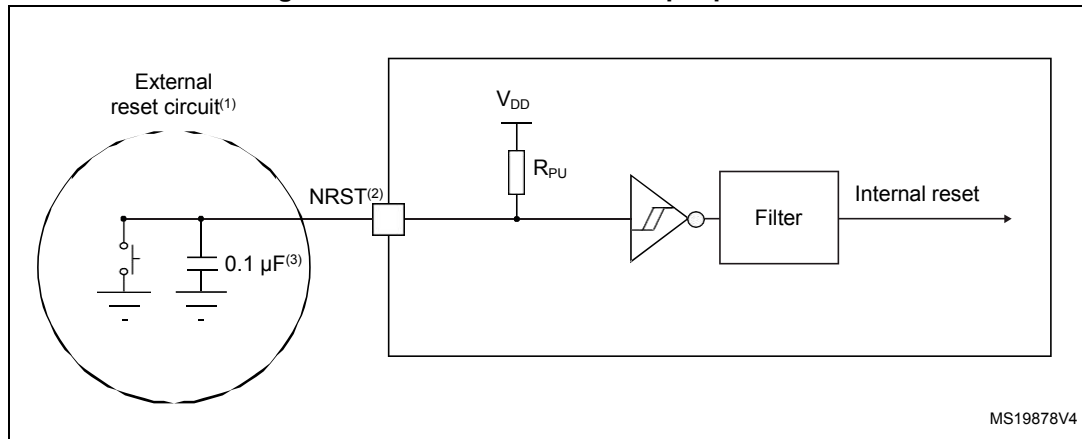 External
reset circuit(1)
VDD
RPU
NRST(2)
Filter
Internal reset
0.1 µF(3)
MS19878V4